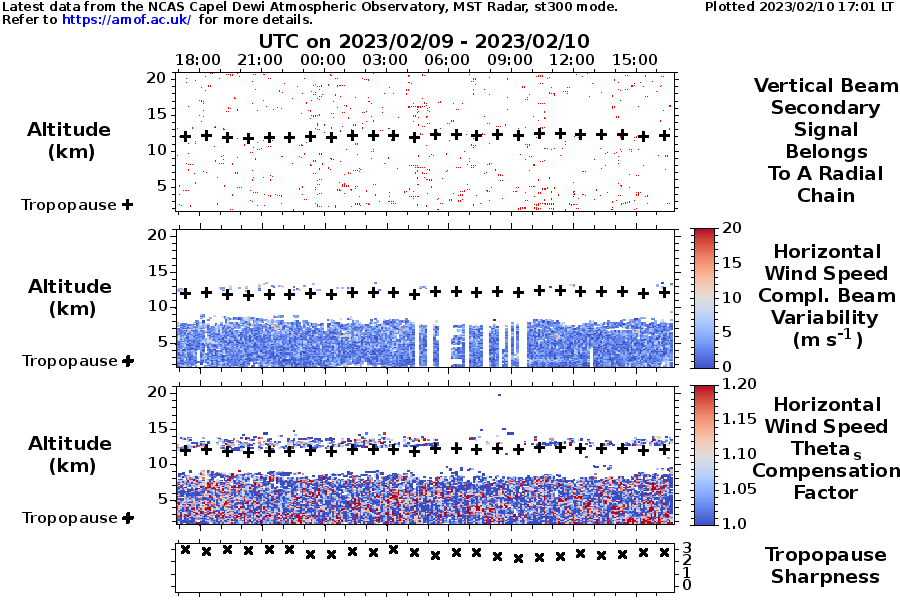 Latest data from the NCAS Capel Dewi Atmospheric Observatory, MST Radar, st300 mode.
Plotted 2023/02/10 17:01 LT
Refer to https://amof.ac.uk/ for more details.
UTC on 2023/02/09 - 2023/02/10
18:00 21:00 00:00 03:00 06:00 09:00 12:00 15:00
20
15
10
5
Altitude
(km)
Tropopause +
Vertical Beam
Secondary
Signal
Belongs
To A Radial
Chain
20
15
10
5
Altitude
(km)
Tropopause +
20
15
10
5
0
Horizontal
Wind Speed
Compl. Beam
Variability
(m s-1)
20
15
10
5
Altitude
(km)
Tropopause +
1.20
1.15
1.10
1.05
1.0
Horizontal
Wind Speed
Theta s
Compensation
Factor
3
2
1
0
Tropopause
Sharpness